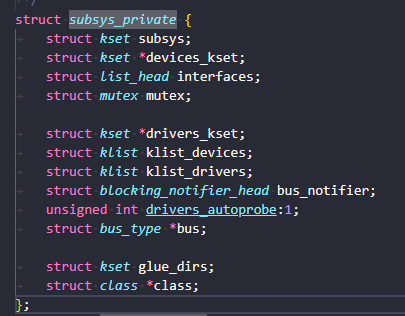 */
struct subsys_private {
struct kset subsys;
struct kset *devices_kset;
struct list_head interfaces;
struct mutex mutex;
struct kset *drivers_kset;
struct klist klist_devices;
struct klist klist_drivers;
struct blocking_notifier_head bus_notifier;
unsigned int drivers_autoprobe:1;
struct bus_type *bus;
struct kset glue_dirs;
struct class *class;
};